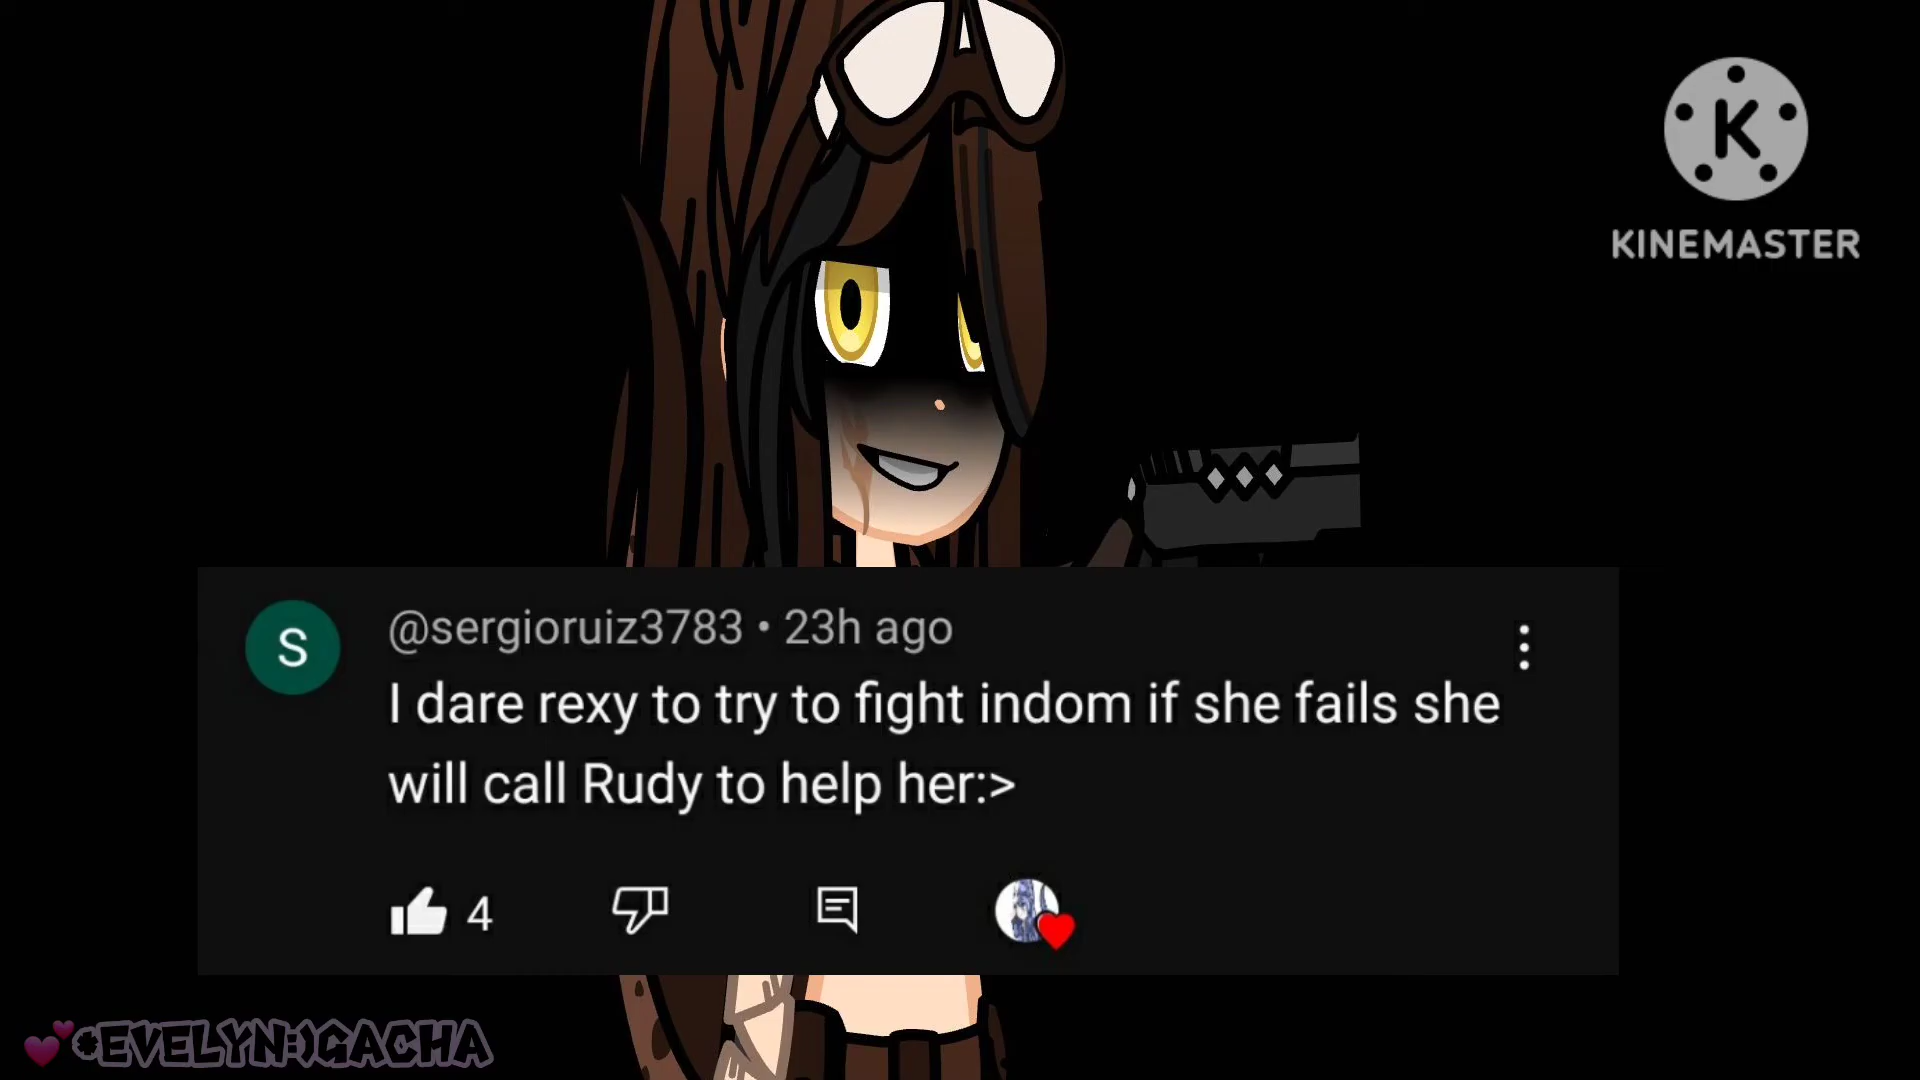 K
KINEMASTER
S
@sergioruiz3783 • 23h ago
I dare rexy to try to fight indom if she fails she
will call Rudy to help her:>
4
💕•EVELYN:)GACHA